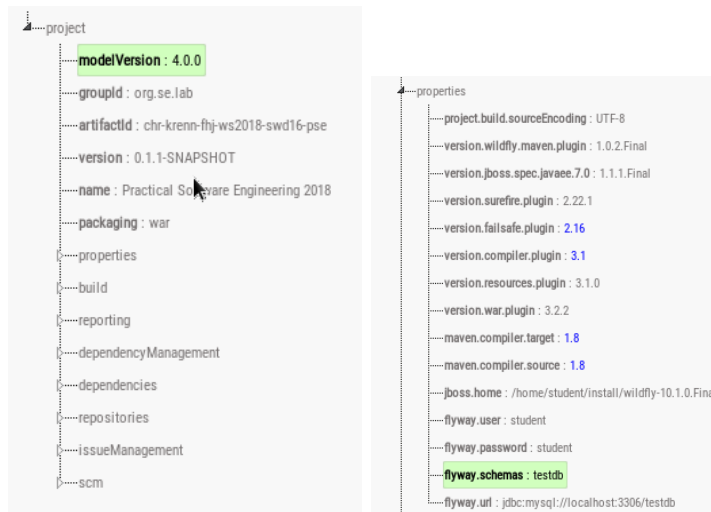 project
modelVersion : 4.0.0
groupId : org.se.lab
artifactId : chr-krenn-fhj-ws2018-swd16-pse
version : 0.1.1-SNAPSHOT
name : Practical Software Engineering 2018
packaging : war
properties
build
reporting
dependencyManagement
dependencies
repositories
issueManagement
scm
properties
project.build.sourceEncoding : UTF-8
version.wildfly.maven.plugin : 1.0.2.Final
version.jboss.spec.javaee.7.0 : 1.1.1.Final
version.surefire.plugin : 2.22.1
version.failsafe.plugin : 2.16
version.compiler.plugin : 3.1
version.resources.plugin : 3.1.0
version.war.plugin : 3.2.2
maven.compiler.target : 1.8
maven.compiler.source : 1.8
jboss.home : /home/student/install/wildfly-10.1.0.Fina
flyway.user : student
flyway.password : student
flyway.schemas : testdb
flyway.url : jdbc:mysql://localhost:3306/testdb